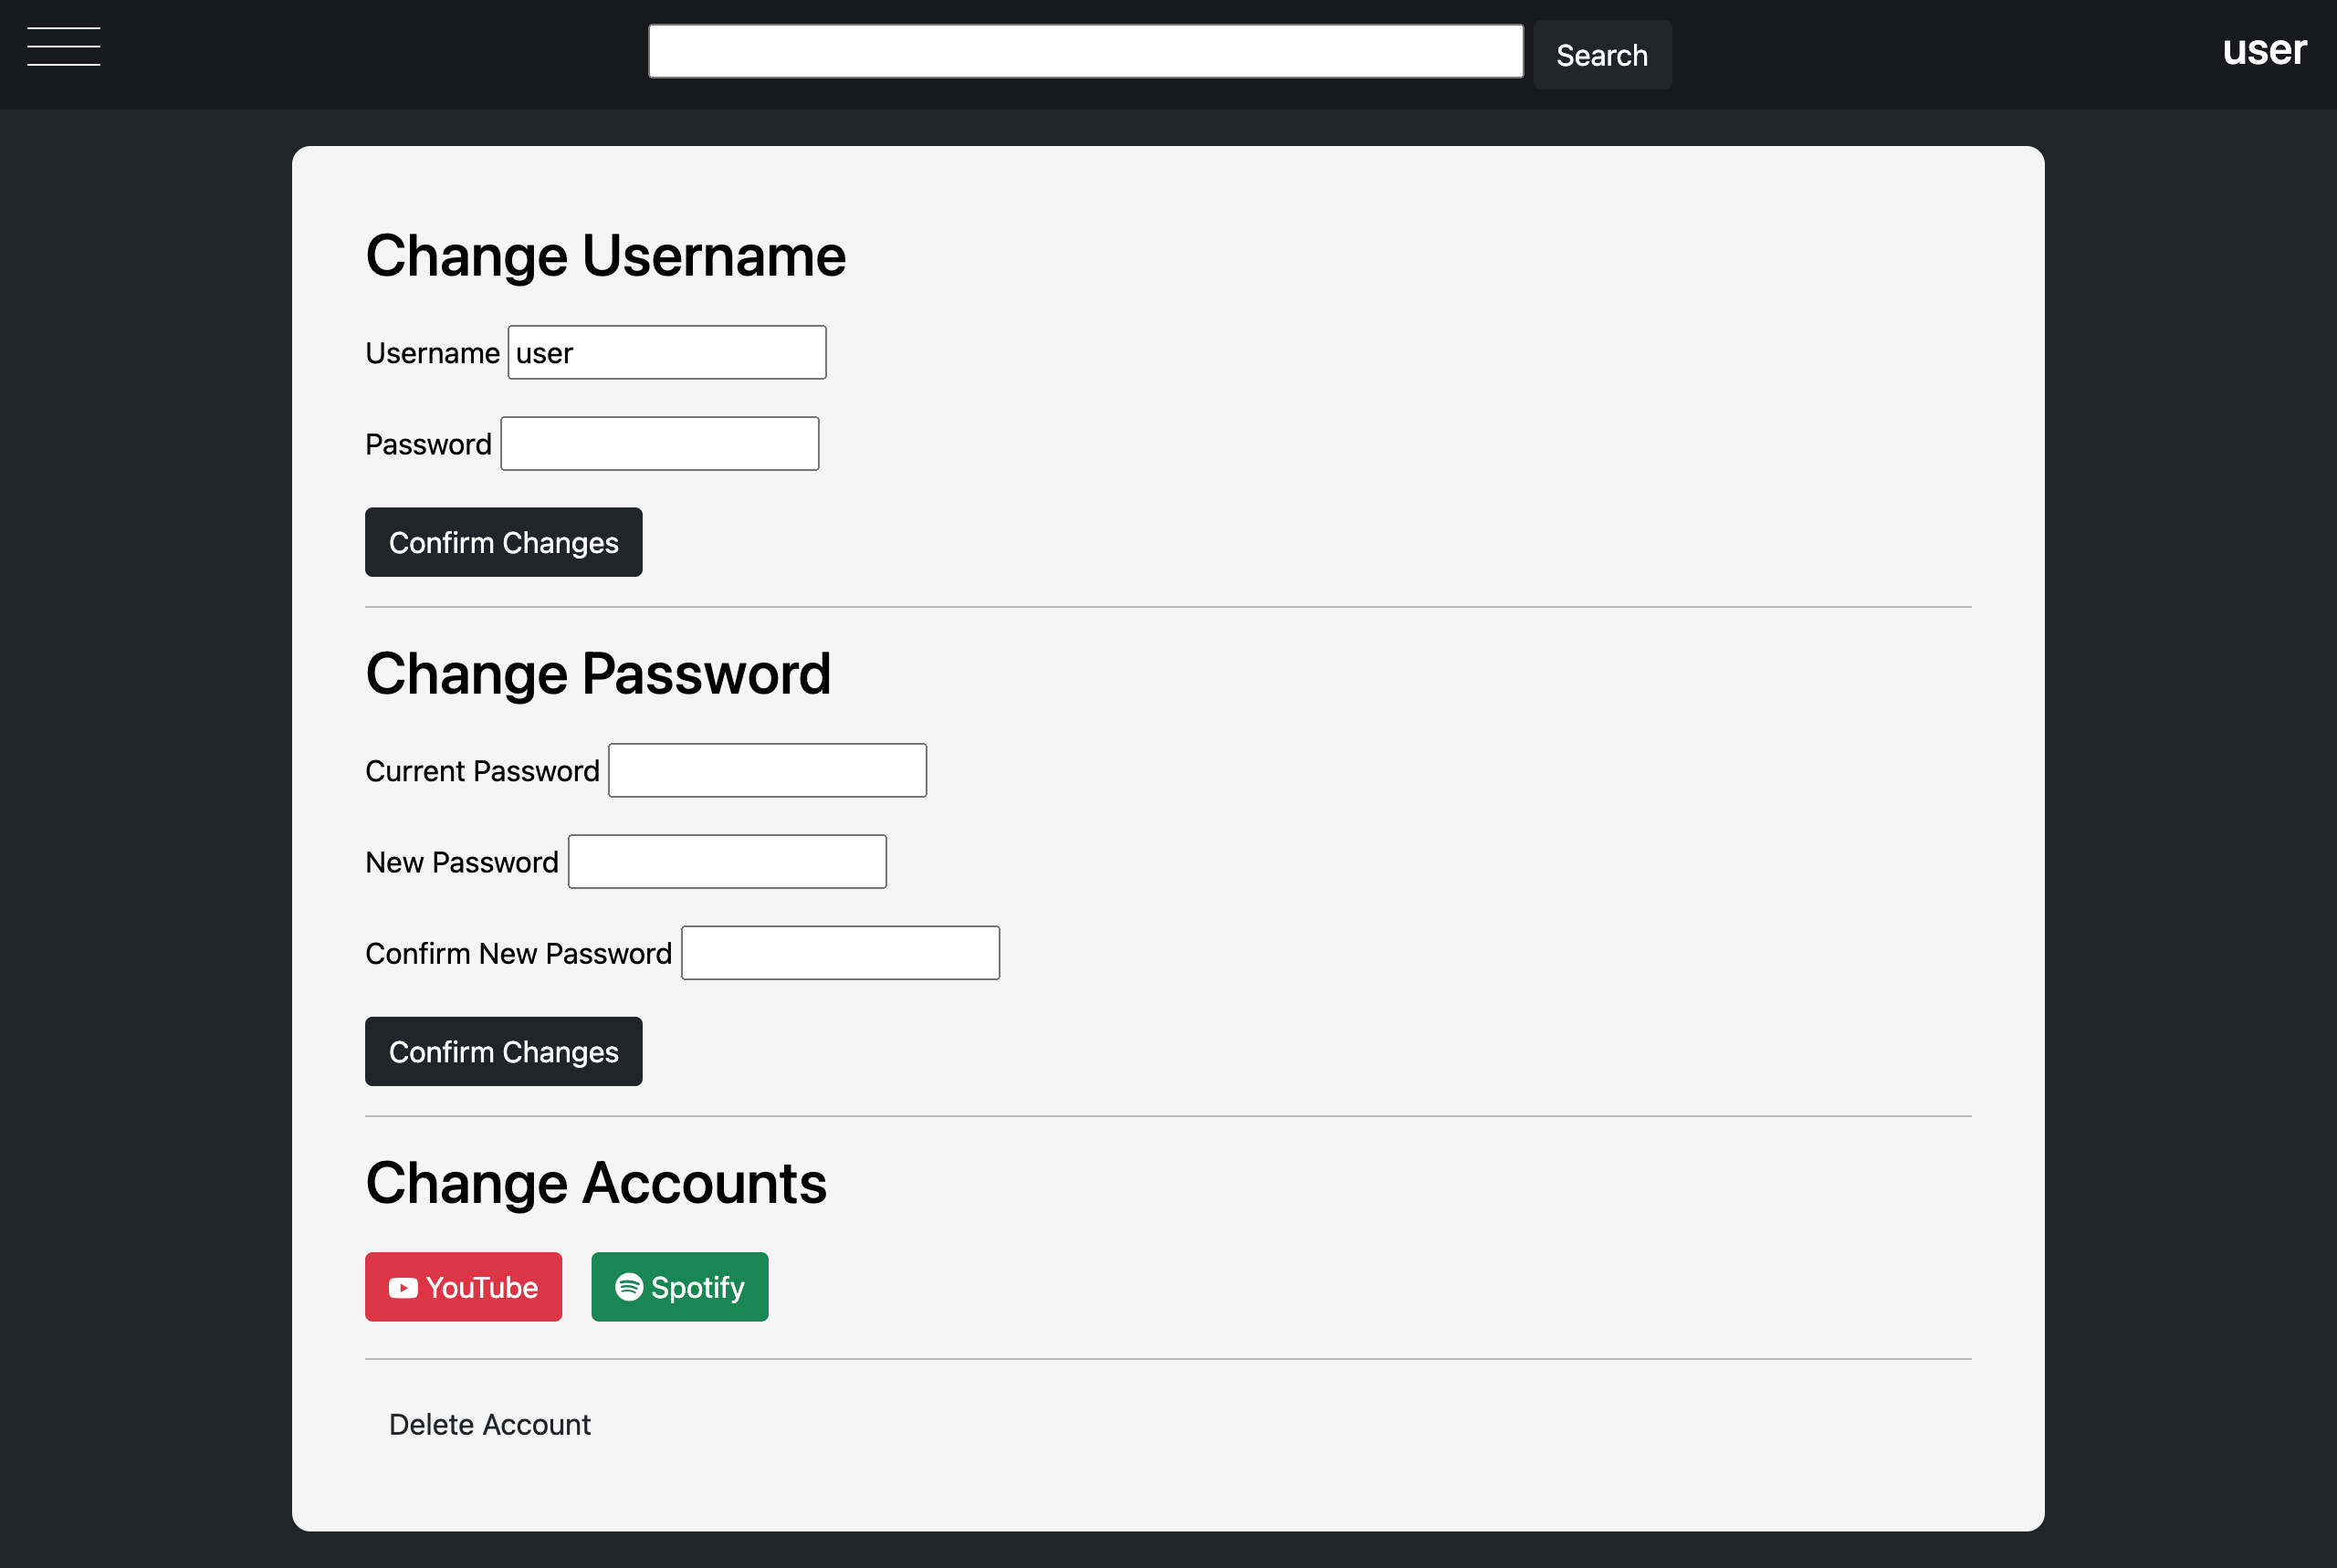 Search
user
Change Username
Username user
Password
Confirm Changes
Change Password
Current Password
New Password
Confirm New Password
Confirm Changes
Change Accounts
YouTube Spotify
Delete Account